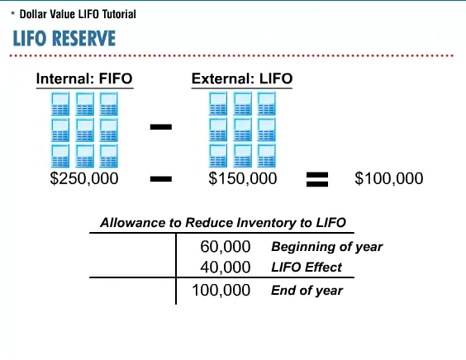 • Dollar Value LIFO Tutorial
LIFO RESERVE
Internal: FIFO External: LIFO
$250,000 – $150,000 = $100,000
Allowance to Reduce Inventory to LIFO
60,000 Beginning of year
40,000 LIFO Effect
100,000 End of year